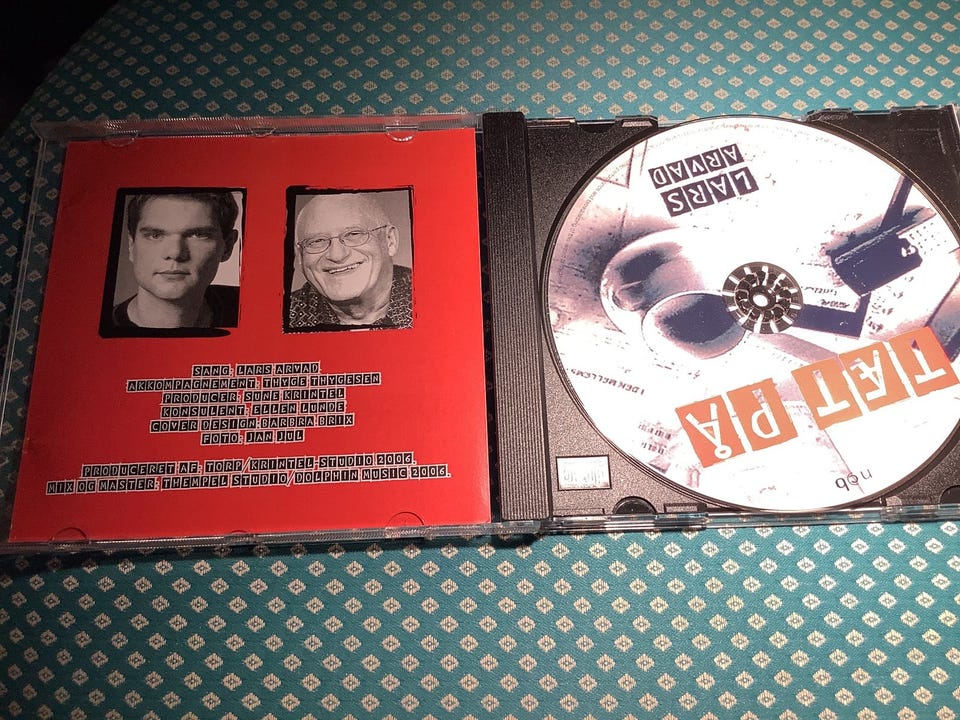 SANG: LARS ARVAD
AKKOMPAGNEMENT: THYGE THYGESEN
PRODUCER: SUNE KRINTEL
KONSULENT: ELLEN LUNDE
COVER DESIGN: BARBRA BRIX
FOTO: JAN JUL
PRODUCERET AF: TORP/KRINTEL STUDIO 2006.
MIX OG MASTER: THEMPEL STUDIO/DOLPHIN MUSIC 2006.
LARS
ARVAD
TÆT PÅ
ncb